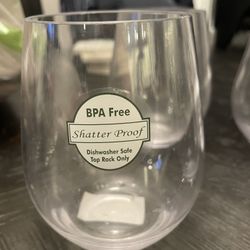 BPA Free
Shatter Proof
Dishwasher Safe
Top Rack Only